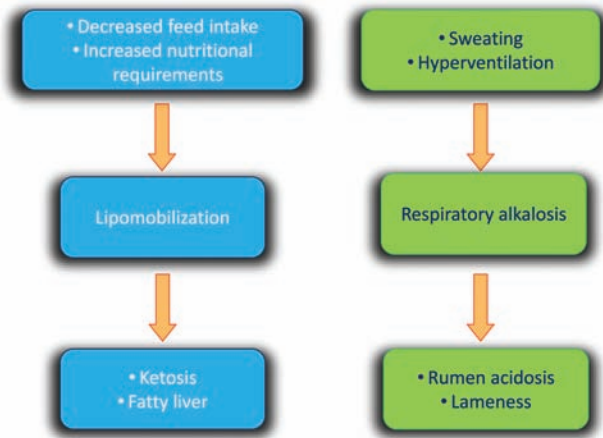 • Decreased feed intake
• Increased nutritional
requirements
Lipomobilization
• Ketosis
• Fatty liver
• Sweating
• Hyperventilation
Respiratory alkalosis
• Rumen acidosis
• Lameness